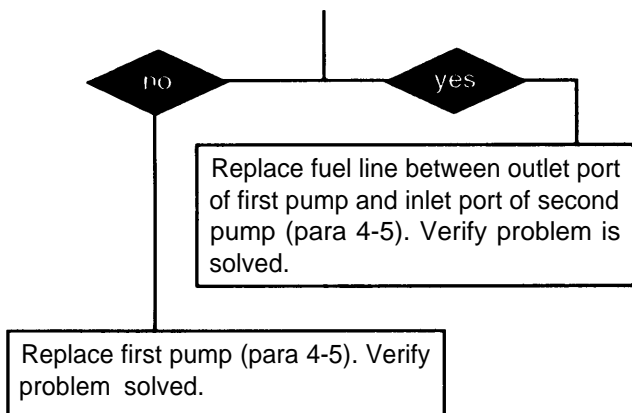 no
yes
Replace fuel line between outlet port
of first pump and inlet port of second
pump (para 4-5). Verify problem is
solved.
Replace first pump (para 4-5). Verify
problem solved.